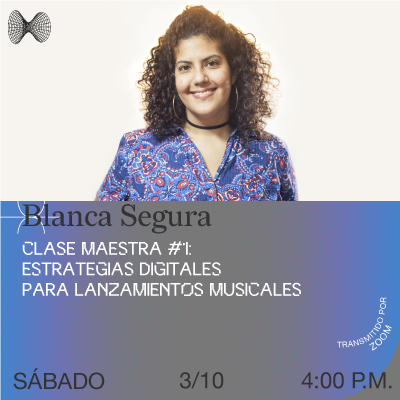 Blanca Segura
CLASE MAESTRA #1:
ESTRATEGIAS DIGITALES
PARA LANZAMIENTOS MUSICALES
TRANSMITIDO POR
ZOOM
SÁBADO 3/10 4:00 P.M.